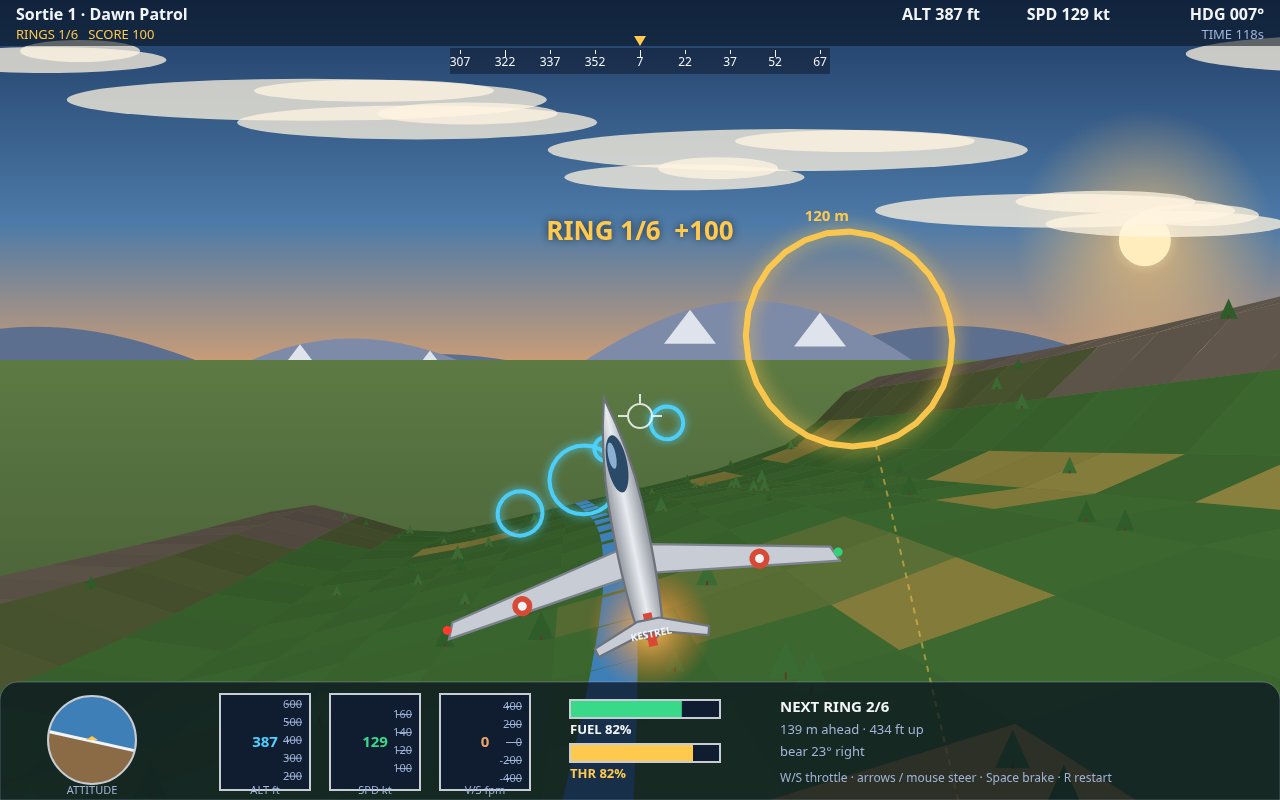 Sortie 1 · Dawn Patrol
RINGS 1/6 SCORE 100
ALT 387 ft
SPD 129 kt
HDG 007°
TIME 118s
307 322 337 352 7 22 37 52 67
RING 1/6 +100
120 m
KESTREL
ATTITUDE
600
500
387 400
300
200
ALT ft
160
140
129 120
100
SPD kt
400
200
0 0
-200
-400
V/S fpm
FUEL 82%
THR 82%
NEXT RING 2/6
139 m ahead · 434 ft up
bear 23° right
W/S throttle · arrows / mouse steer · Space brake · R restart